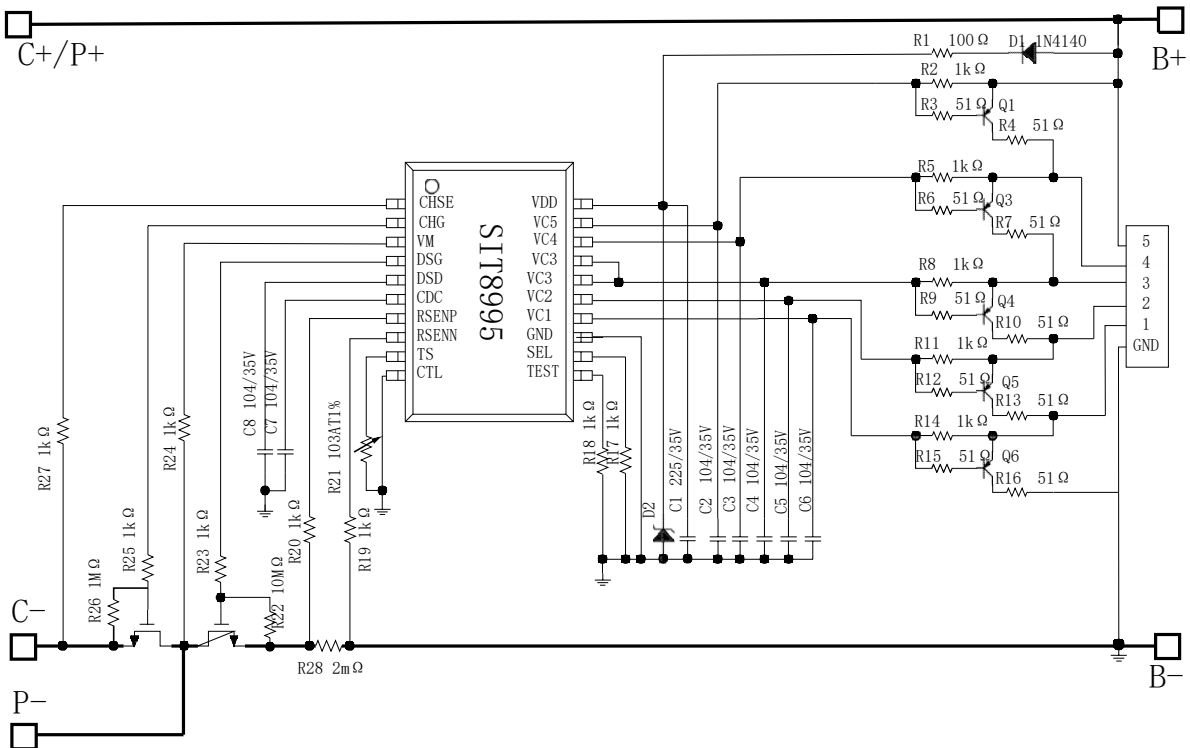 C+/P+
B+
R1 100Ω D1 1N4140
R2 1kΩ
R3 51Ω Q1
R4 51Ω
R5 1kΩ
R6 51Ω Q3
R7 51Ω
R8 1kΩ
R9 51Ω Q4
R10 51Ω
R11 1kΩ
R12 51Ω Q5
R13 51Ω
R14 1kΩ
R15 51Ω Q6
R16 51Ω
5
4
3
2
1
GND
SIT8995
CHSE
CHG
VM
DSG
DSD
CDC
RSENP
RSENN
TS
CTL
VDD
VC5
VC4
VC3
VC3
VC2
VC1
GND
SEL
TEST
R27 1kΩ
R26 1MΩ
R25 1kΩ
R24 1kΩ
R23 1kΩ
C8 104/35V
C7 104/35V
R22 10MΩ
R20 1kΩ
R21 103AT1%
R19 1kΩ
R18 1kΩ
R17 1kΩ
D2
C1 225/35V
C2 104/35V
C3 104/35V
C4 104/35V
C5 104/35V
C6 104/35V
R28 2mΩ
C-
P-
B-